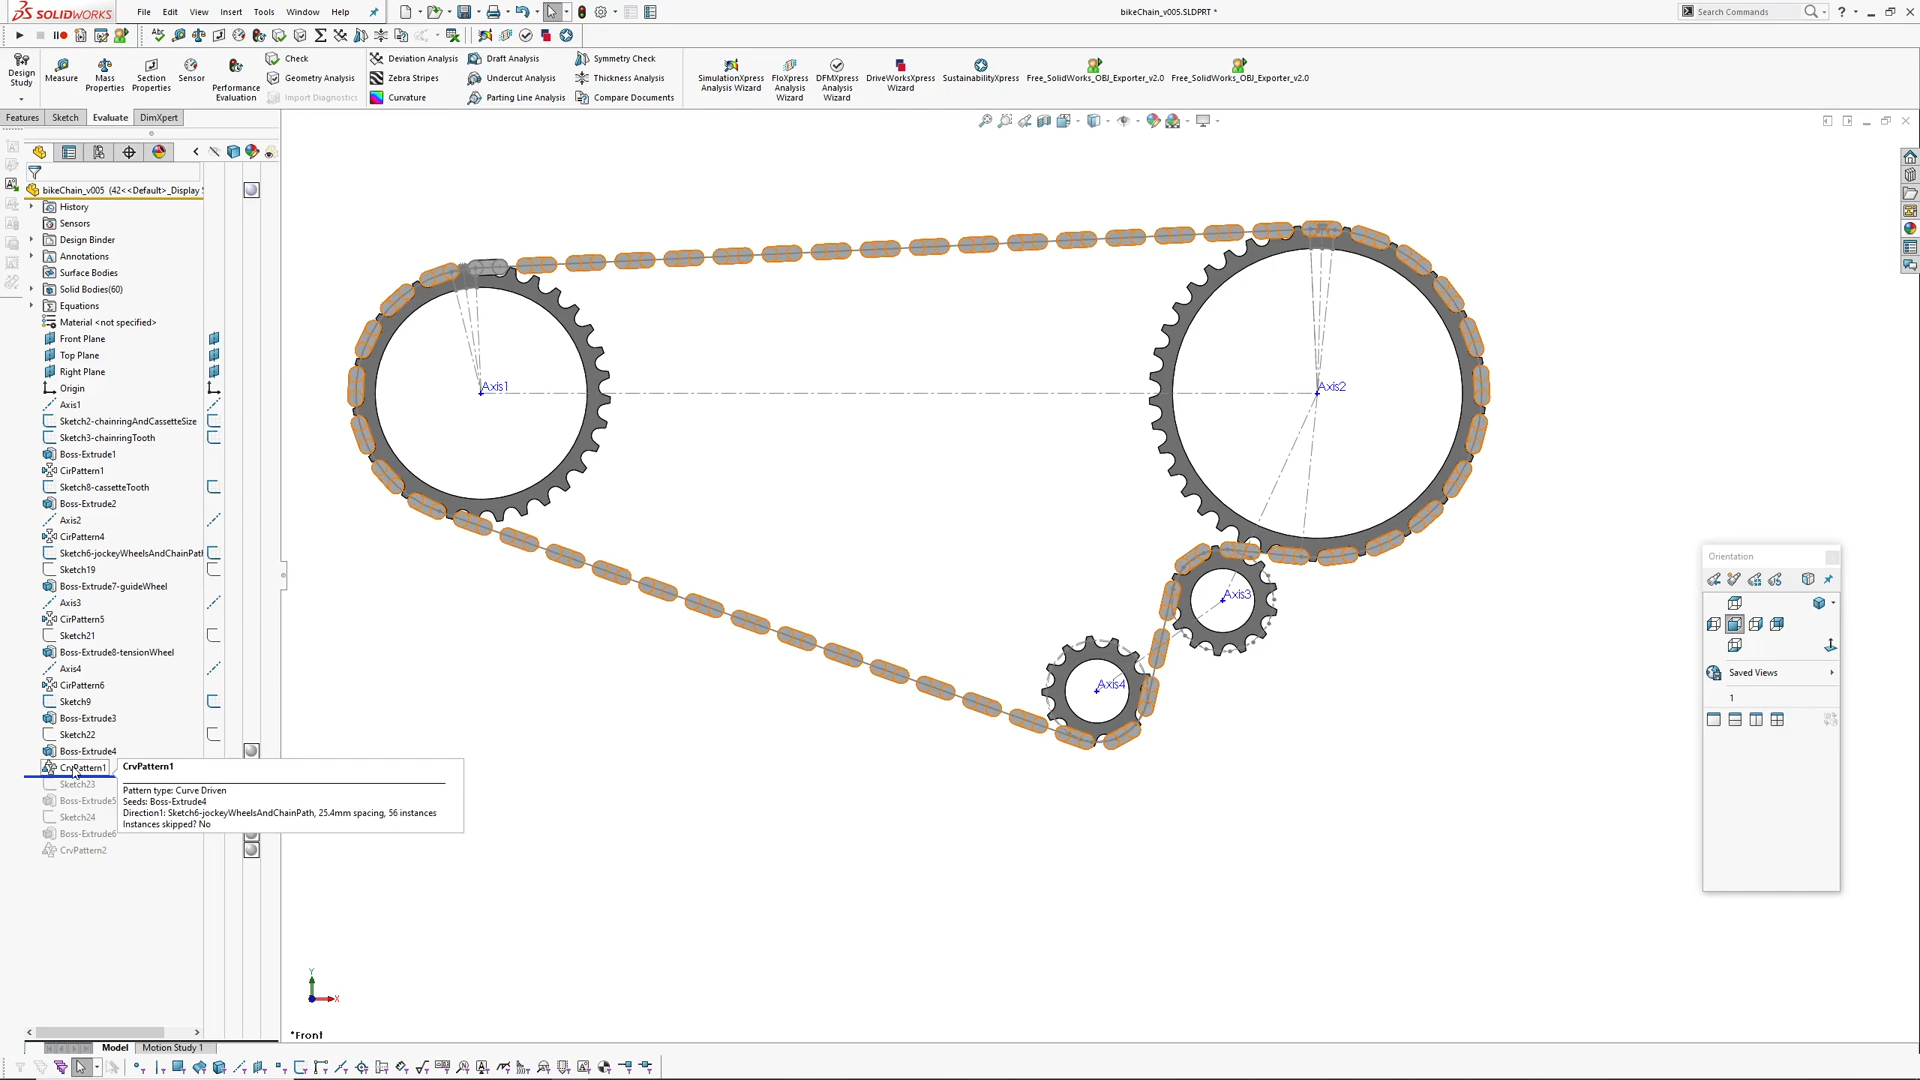 SOLIDWORKS File Edit View Insert Tools Window Help bikeChain_v005.SLDPRT * Search Commands
Design Study
Measure
Mass Properties
Section Properties
Sensor
Performance Evaluation
Check
Geometry Analysis
Import Diagnostics
Deviation Analysis
Zebra Stripes
Curvature
Draft Analysis
Undercut Analysis
Parting Line Analysis
Symmetry Check
Thickness Analysis
Compare Documents
SimulationXpress Analysis Wizard
FloXpress Analysis Wizard
DFMXpress Analysis Wizard
DriveWorksXpress Wizard
SustainabilityXpress
Free_SolidWorks_OBJ_Exporter_v2.0
Free_SolidWorks_OBJ_Exporter_v2.0
Features Sketch Evaluate DimXpert
bikeChain_v005 (42<<Default>_Display
History
Sensors
Design Binder
Annotations
Surface Bodies
Solid Bodies(60)
Equations
Material <not specified>
Front Plane
Top Plane
Right Plane
Origin
Axis1
Sketch2-chainringAndCassetteSize
Sketch3-chainringTooth
Boss-Extrude1
CirPattern1
Sketch8-cassetteTooth
Boss-Extrude2
Axis2
CirPattern4
Sketch6-jockeyWheelsAndChainPath
Sketch19
Boss-Extrude7-guideWheel
Axis3
CirPattern5
Sketch21
Boss-Extrude8-tensionWheel
Axis4
CirPattern6
Sketch9
Boss-Extrude3
Sketch22
Boss-Extrude4
CrvPattern1
Sketch23
Boss-Extrude5
Sketch24
Boss-Extrude6
CrvPattern2
CrvPattern1
Pattern type: Curve Driven
Seeds: Boss-Extrude4
Direction1: Sketch6-jockeyWheelsAndChainPath, 25.4mm spacing, 56 instances
Instances skipped? No
Axis1
Axis2
Axis3
Axis4
Orientation
Saved Views
1
Y
X
*Front
Model Motion Study 1